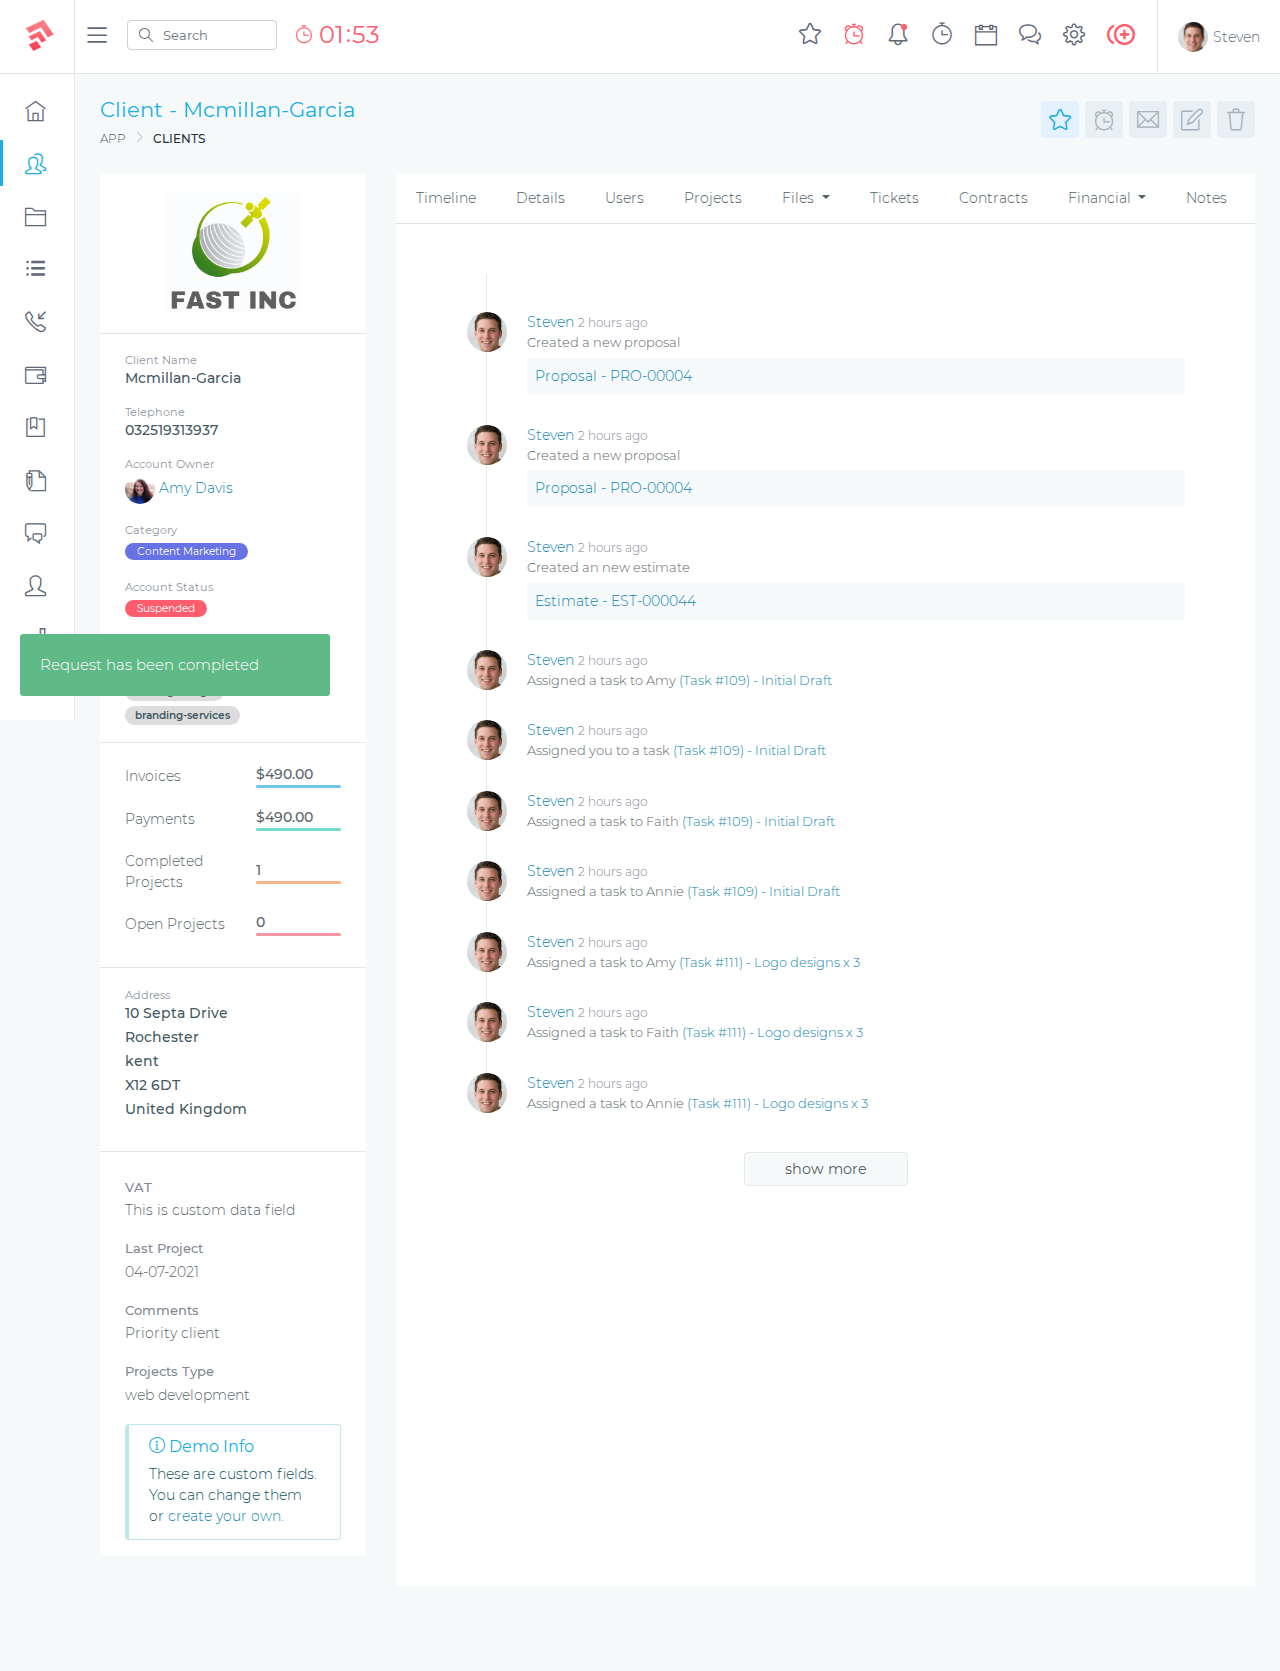 Search
01:53
Steven
Client - Mcmillan-Garcia
APP
CLIENTS
FAST INC
Client Name
Mcmillan-Garcia
Telephone
032519313937
Account Owner
Amy Davis
Category
Content Marketing
Account Status
Suspended
Request has been completed
branding-services
Invoices
$490.00
Payments
$490.00
Completed
Projects
1
Open Projects
0
Address
10 Septa Drive
Rochester
kent
X12 6DT
United Kingdom
VAT
This is custom data field
Last Project
04-07-2021
Comments
Priority client
Projects Type
web development
Demo Info
These are custom fields.
You can change them
or create your own.
Timeline
Details
Users
Projects
Files
Tickets
Contracts
Financial
Notes
Steven 2 hours ago
Created a new proposal
Proposal - PRO-00004
Steven 2 hours ago
Created a new proposal
Proposal - PRO-00004
Steven 2 hours ago
Created an new estimate
Estimate - EST-000044
Steven 2 hours ago
Assigned a task to Amy (Task #109) - Initial Draft
Steven 2 hours ago
Assigned you to a task (Task #109) - Initial Draft
Steven 2 hours ago
Assigned a task to Faith (Task #109) - Initial Draft
Steven 2 hours ago
Assigned a task to Annie (Task #109) - Initial Draft
Steven 2 hours ago
Assigned a task to Amy (Task #111) - Logo designs x 3
Steven 2 hours ago
Assigned a task to Faith (Task #111) - Logo designs x 3
Steven 2 hours ago
Assigned a task to Annie (Task #111) - Logo designs x 3
show more